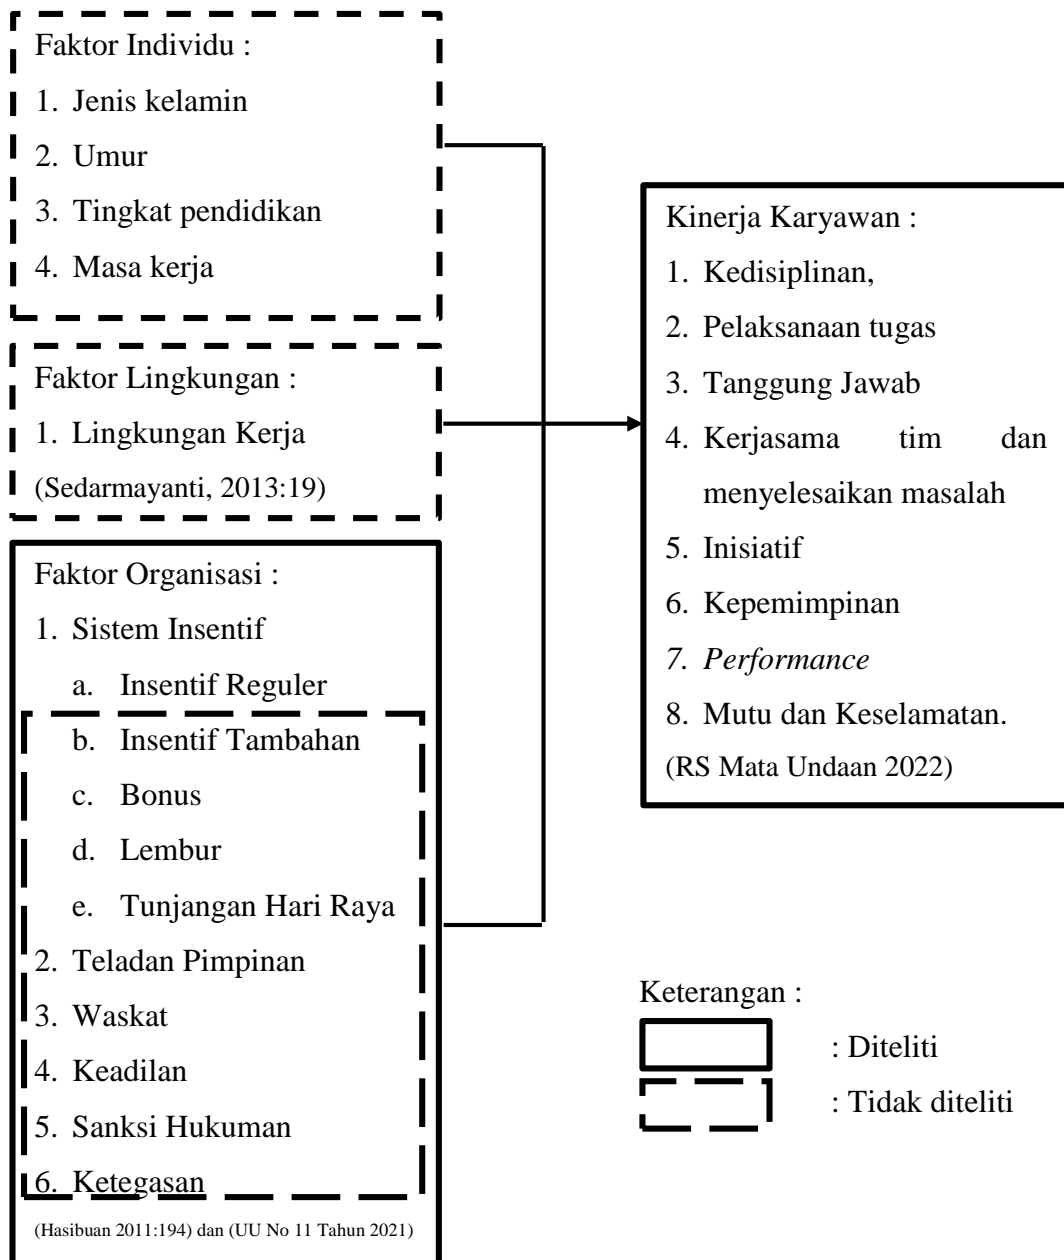 Faktor Individu :
1. Jenis kelamin
2. Umur
3. Tingkat pendidikan
4. Masa kerja
Faktor Lingkungan :
1. Lingkungan Kerja
(Sedarmayanti, 2013:19)
Faktor Organisasi :
1. Sistem Insentif
a. Insentif Reguler
b. Insentif Tambahan
c. Bonus
d. Lembur
e. Tunjangan Hari Raya
2. Teladan Pimpinan
3. Waskat
4. Keadilan
5. Sanksi Hukuman
6. Ketegasan
(Hasibuan 2011:194) dan (UU No 11 Tahun 2021)
Kinerja Karyawan :
1. Kedisiplinan,
2. Pelaksanaan tugas
3. Tanggung Jawab
4. Kerjasama tim dan
menyelesaikan masalah
5. Inisiatif
6. Kepemimpinan
7. Performance
8. Mutu dan Keselamatan.
(RS Mata Undaan 2022)
Keterangan :
: Diteliti
: Tidak diteliti